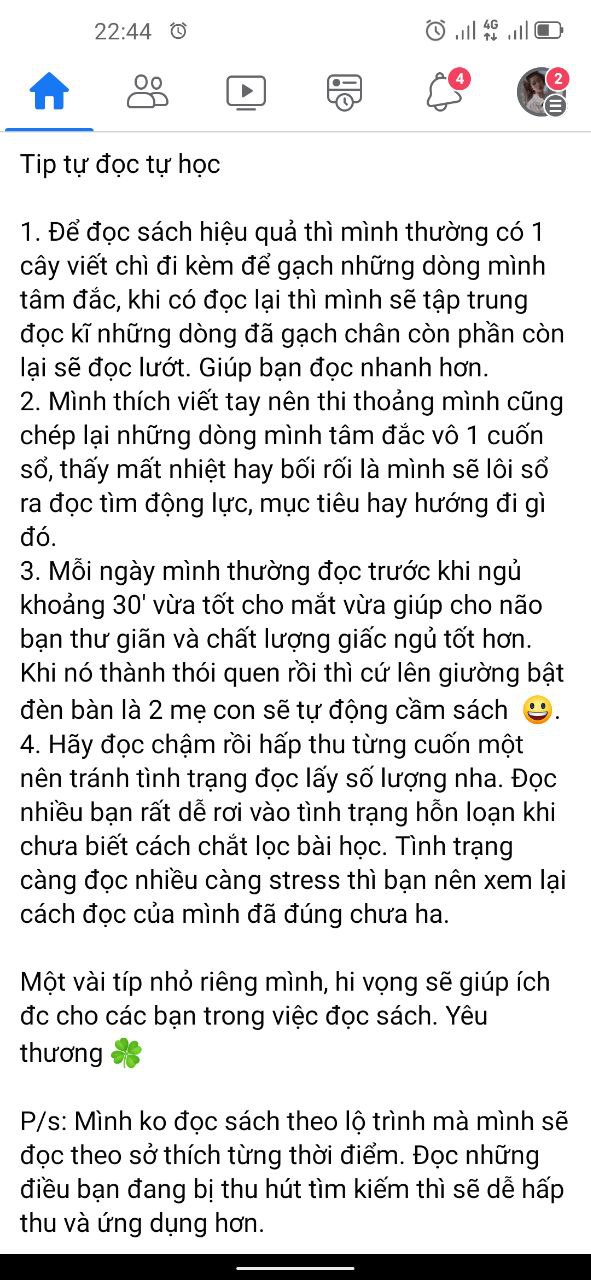 22:44
4G
4
2
Tip tự đọc tự học
1. Để đọc sách hiệu quả thì mình thường có 1
cây viết chì đi kèm để gạch những dòng mình
tâm đắc, khi có đọc lại thì mình sẽ tập trung
đọc kĩ những dòng đã gạch chân còn phần còn
lại sẽ đọc lướt. Giúp bạn đọc nhanh hơn.
2. Mình thích viết tay nên thi thoảng mình cũng
chép lại những dòng mình tâm đắc vô 1 cuốn
sổ, thấy mất nhiệt hay bối rối là mình sẽ lôi sổ
ra đọc tìm động lực, mục tiêu hay hướng đi gì
đó.
3. Mỗi ngày mình thường đọc trước khi ngủ
khoảng 30' vừa tốt cho mắt vừa giúp cho não
bạn thư giãn và chất lượng giấc ngủ tốt hơn.
Khi nó thành thói quen rồi thì cứ lên giường bật
đèn bàn là 2 mẹ con sẽ tự động cầm sách 😃.
4. Hãy đọc chậm rồi hấp thu từng cuốn một
nên tránh tình trạng đọc lấy số lượng nha. Đọc
nhiều bạn rất dễ rơi vào tình trạng hỗn loạn khi
chưa biết cách chắt lọc bài học. Tình trạng
càng đọc nhiều càng stress thì bạn nên xem lại
cách đọc của mình đã đúng chưa ha.
Một vài típ nhỏ riêng mình, hi vọng sẽ giúp ích
đc cho các bạn trong việc đọc sách. Yêu
thương 🍀
P/s: Mình ko đọc sách theo lộ trình mà mình sẽ
đọc theo sở thích từng thời điểm. Đọc những
điều bạn đang bị thu hút tìm kiếm thì sẽ dễ hấp
thu và ứng dụng hơn.